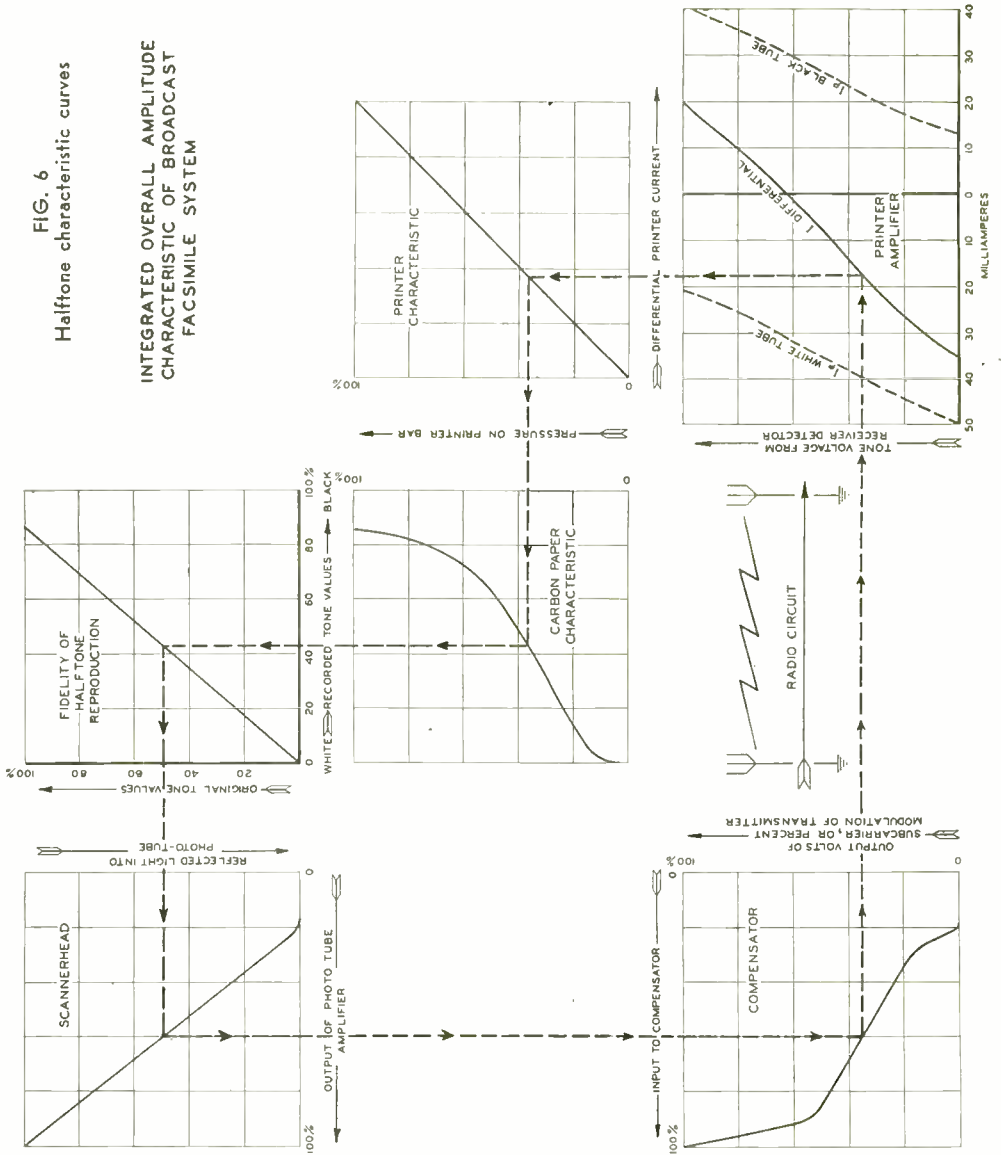 FIG. 6
Halftone characteristic curves
INTEGRATED OVERALL AMPLITUDE
CHARACTERISTIC OF BROADCAST
FACSIMILE SYSTEM
SCANNERHEAD
REFLECTED LIGHT INTO
PHOTO-TUBE
0
100%
OUTPUT OF PHOTO TUBE
AMPLIFIER
FIDELITY OF
HALFTONE
REPRODUCTION
ORIGINAL TONE VALUES
100%
80
60
40
20
0
20
40
60
80
100%
WHITE RECORDED TONE VALUES BLACK
CARBON PAPER
CHARACTERISTIC
100%
0
PRESSURE ON PRINTER BAR
PRINTER
CHARACTERISTIC
100%
0
DIFFERENTIAL PRINTER CURRENT
INPUT TO COMPENSATOR
100%
0%
COMPENSATOR
100%
0
OUTPUT VOLTS OF
SUBCARRIER, OR PERCENT
MODULATION OF TRANSMITTER
RADIO CIRCUIT
TONE VOLTAGE FROM
RECEIVER DETECTOR
Ip WHITE TUBE
I DIFFERENTIAL
Ip BLACK TUBE
PRINTER
AMPLIFIER
50
40
30
20
10
0
10
20
30
40
MILLIAMPERES